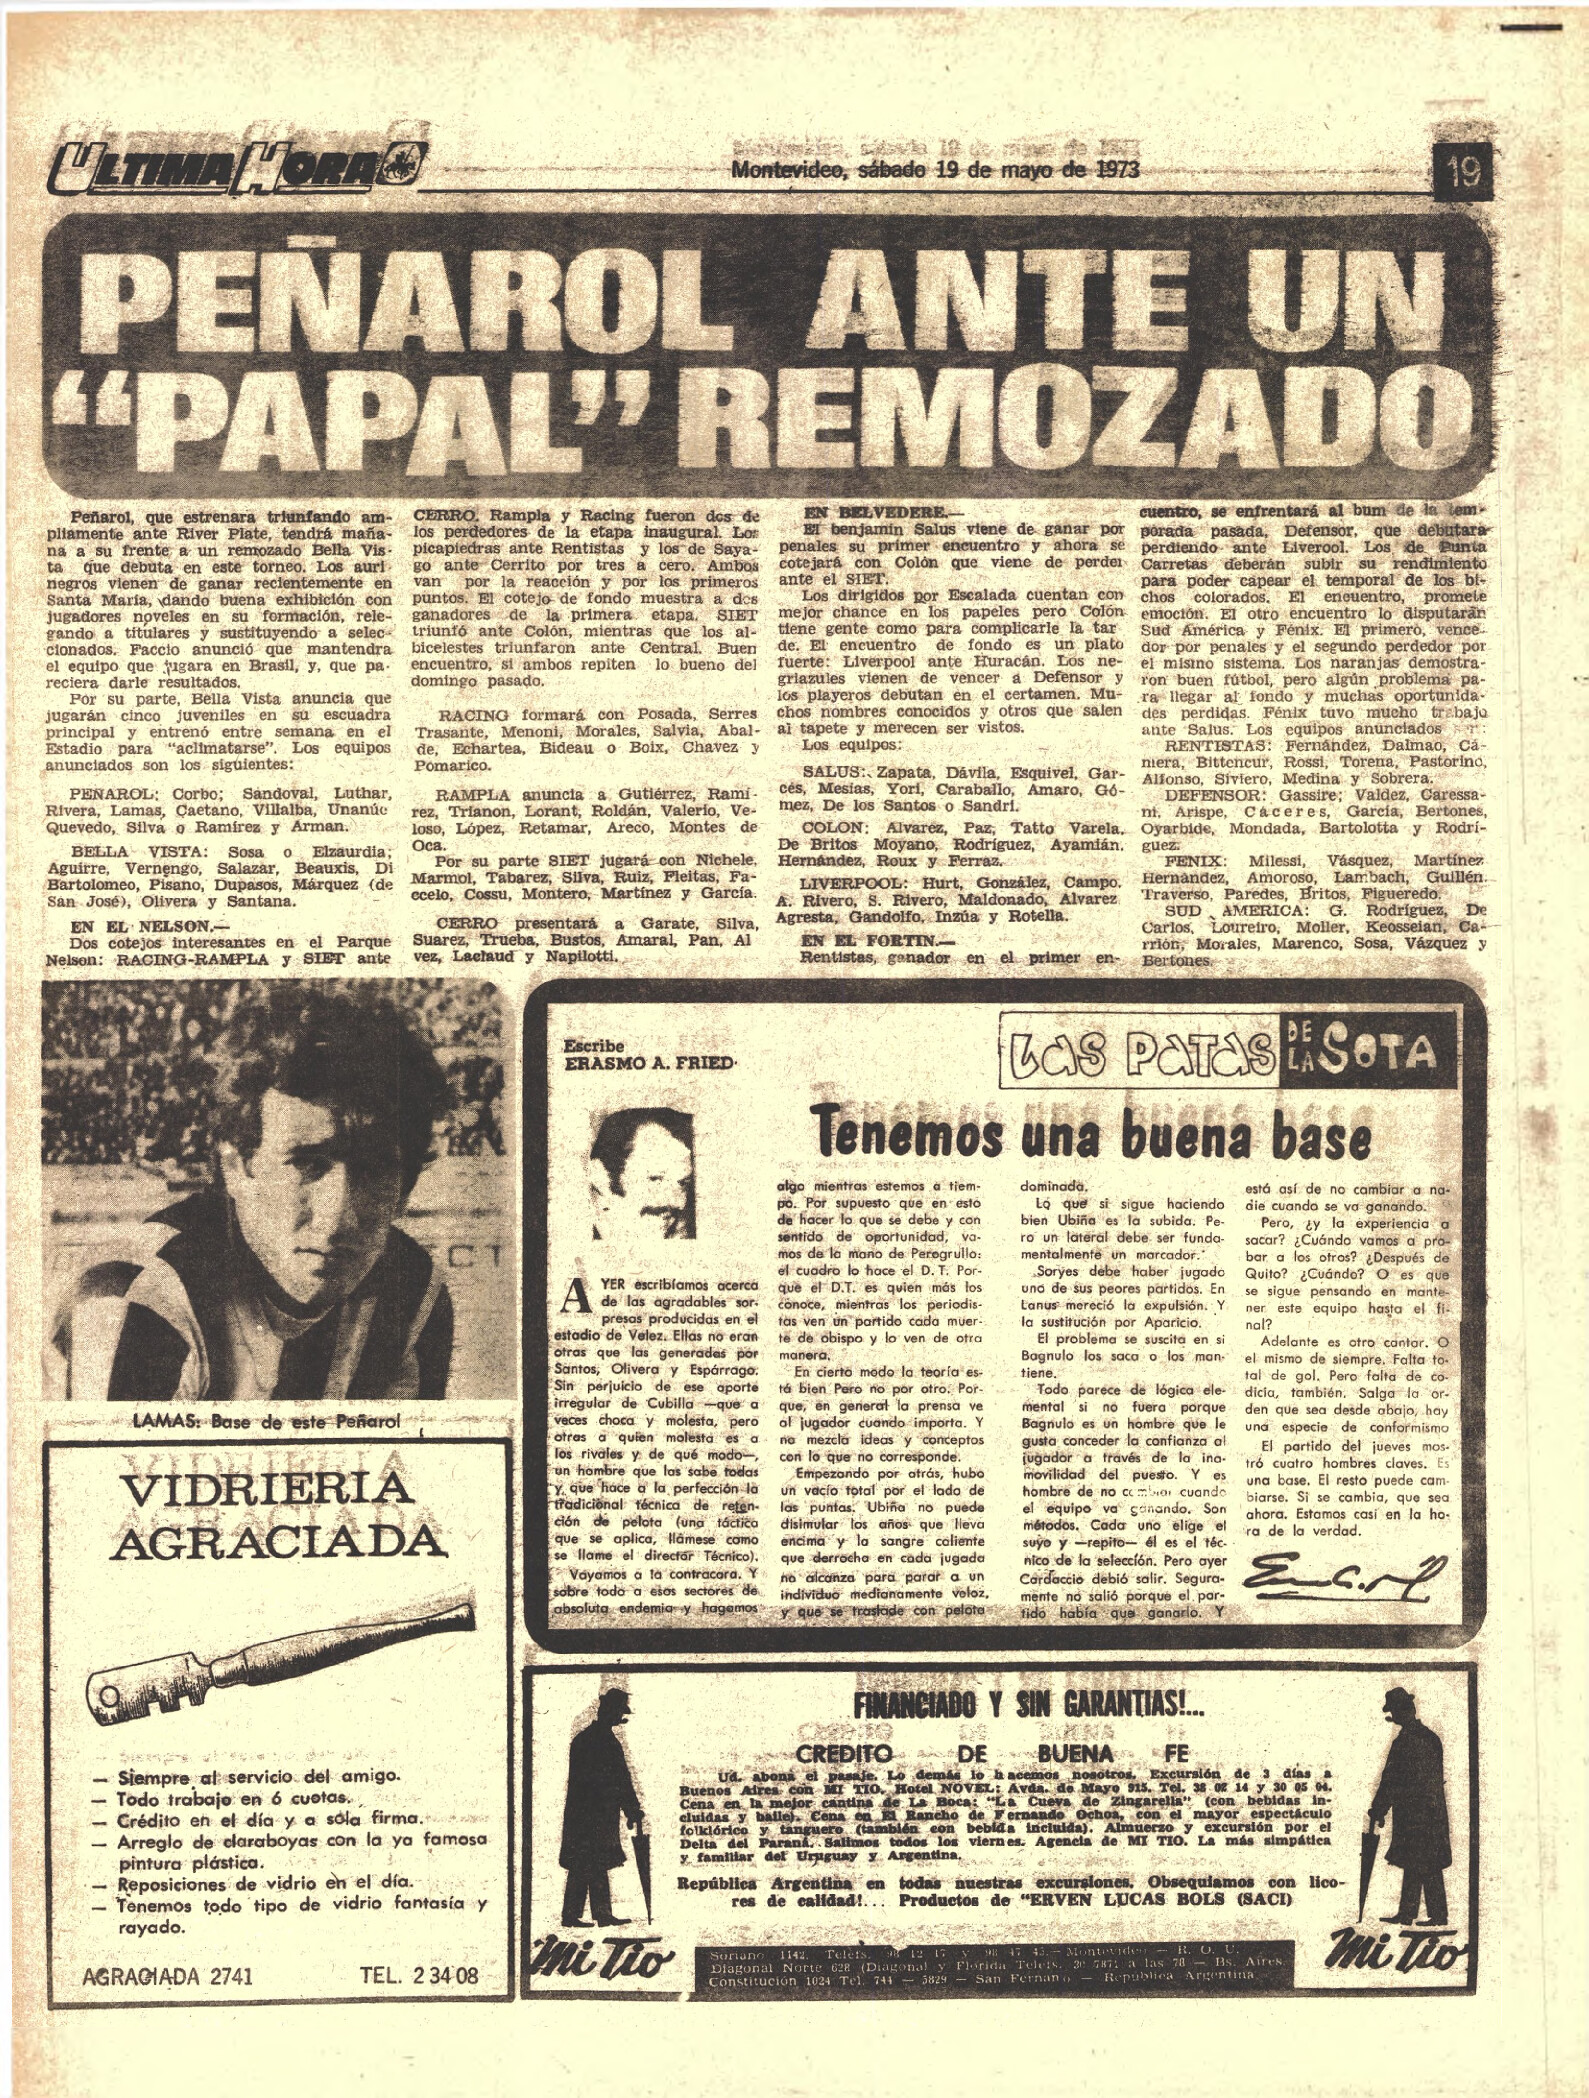 ULTIMA HORA
Montevideo, sábado 19 de mayo de 1973
19
PEÑAROL ANTE UN
"PAPAL" REMOZADO
Peñarol, que estrenara triunfando am-
pliamente ante River Plate, tendrá maña-
na a su frente a un remozado Bella Vis-
ta que debuta en este torneo. Los auri
negros vienen de ganar recientemente en
Santa María, dando buena exhibición con
jugadores noveles en su formación, rele-
gando a titulares y sustituyendo a selec-
cionados. Faccio anunció que mantendra
el equipo que jugara en Brasil, y, que pa-
reciera darle resultados.
Por su parte, Bella Vista anuncia que
jugarán cinco juveniles en su escuadra
principal y entrenó entre semana en el
Estadio para "aclimatarse". Los equipos
anunciados son los siguientes:
PEÑAROL: Corbo; Sandoval, Luthar,
Rivera, Lamas, Caetano, Villalba, Unanúe
Quevedo, Silva o Ramírez y Arman.
BELLA VISTA: Sosa o Elzaurdia;
Aguirre, Vernengo, Salazar, Beauxis, Di
Bartolomeo, Pisano, Dupasos, Márquez (de
San José), Olivera y Santana.
EN EL NELSON.—
Dos cotejos interesantes en el Parque
Nelson: RACING-RAMPLA y SIET ante
CERRO. Rampla y Racing fueron dos de
los perdedores de la etapa inaugural. Los
picapiedras ante Rentistas y los de Saya-
go ante Cerrito por tres a cero. Ambos
van por la reacción y por los primeros
puntos. El cotejo de fondo muestra a dos
ganadores de la primera etapa. SIET
triunfó ante Colón, mientras que los al-
bicelestes triunfaron ante Central. Buen
encuentro, si ambos repiten lo bueno del
domingo pasado.
RACING formará con Posada, Serres
Trasante, Menoni, Morales, Salvia, Abal-
de, Echartea, Bideau o Boix, Chavez y
Pomarico.
RAMPLA anuncia a Gutiérrez, Ramí-
rez, Trianon, Lorant, Roldán, Valerio, Ve-
loso, López, Retamar, Areco, Montes de
Oca.
Por su parte SIET jugará con Nichele,
Marmol, Tabarez, Silva, Ruiz, Fleitas, Fa-
ccelo, Cossu, Montero, Martínez y García.
CERRO presentará a Garate, Silva,
Suarez, Trueba, Bustos, Amaral, Pan, Al
vez, Laclaud y Napilotti.
EN BELVEDERE.—
El benjamín Salus viene de ganar por
penales su primer encuentro y ahora se
cotejará con Colón que viene de perder
ante el SIET.
Los dirigidos por Escalada cuentan con
mejor chance en los papeles pero Colón
tiene gente como para complicarle la tar
de. El encuentro de fondo es un plato
fuerte: Liverpool ante Huracán. Los ne-
griazules vienen de vencer a Defensor y
los playeros debutan en el certamen. Mu-
chos nombres conocidos y otros que salen
al tapete y merecen ser vistos.
Los equipos:
SALUS: Zapata, Dávila, Esquivel, Gar-
cés, Mesías, Yori, Caraballo, Amaro, Gó-
mez, De los Santos o Sandri.
COLON: Alvarez, Paz, Tatto Varela,
De Britos Moyano, Rodríguez, Ayamián,
Hernández, Roux y Ferraz.
LIVERPOOL: Hurt, González, Campo,
A. Rivero, S. Rivero, Maldonado, Alvarez
Agresta, Gandolfo, Inzúa y Rotella.
EN EL FORTIN.—
Rentistas, ganador en el primer en-
cuentro, se enfrentará al bum de la tem-
porada pasada, Defensor, que debutara
perdiendo ante Liverool. Los de Punta
Carretas deberán subir su rendimiento
para poder capear el temporal de los bi-
chos colorados. El encuentro, promete
emoción. El otro encuentro lo disputarán
Sud América y Fénix. El primero, vence-
dor por penales y el segundo perdedor por
el mismo sistema. Los naranjas demostra-
ron buen fútbol, pero algún problema pa-
ra llegar al fondo y muchas oportunida-
des perdidas. Fénix tuvo mucho trabajo
ante Salus. Los equipos anunciados
RENTISTAS: Fernández, Dalmao, Cá-
mera, Bittencur, Rossi, Torena, Pastorino,
Alfonso, Siviero, Medina y Sobrera.
DEFENSOR: Gassire; Valdez, Caressa-
ni, Arispe, Cáceres, García, Bertones,
Oyarbide, Mondada, Bartolotta y Rodrí-
guez.
FENIX: Milessi, Vásquez, Martínez
Hernández, Amoroso, Lambach, Guillén,
Traverso, Paredes, Britos, Figueredo.
SUD AMERICA: G. Rodríguez, De
Carlos, Loureiro, Moller, Keosseian, Ca-
rrión, Morales, Marenco, Sosa, Vázquez y
Bertones.
LAMAS: Base de este Peñarol
VIDRIERIA
AGRACIADA
— Siempre al servicio del amigo.
— Todo trabajo en 6 cuotas.
— Crédito en el día y a sóla firma.
— Arreglo de claraboyas con la ya famosa
pintura plástica.
— Reposiciones de vidrio en el día.
— Tenemos todo tipo de vidrio fantasía y
rayado.
AGRACIADA 2741 TEL. 2 34 08
Escribe
ERASMO A. FRIED
LAS PATAS DE LA SOTA
Tenemos una buena base
AYER escribíamos acerca
de las agradables sor-
presas producidas en el
estadio de Velez. Ellas no eran
otras que las generadas por
Santos, Olivera y Espárrago.
Sin perjuicio de ese aporte
irregular de Cubilla —que a
veces choca y molesta, pero
otras a quien molesta es a
los rivales y de qué modo—,
un hombre que las sabe todas
y que hace a la perfección la
tradicional técnica de reten-
ción de pelota (una táctica
que se aplica, llámese como
se llame el director Técnico).
Vayamos a la contracara. Y
sobre todo a esos sectores de
absoluta endemia y hagamos
algo mientras estemos a tiem-
po. Por supuesto que en esto
de hacer lo que se debe y con
sentido de oportunidad, va-
mos de la mano de Perogrullo:
el cuadro lo hace el D.T. Por-
que el D.T. es quien más los
conoce, mientras los periodis-
tas ven un partido cada muer-
te de obispo y lo ven de otra
manera.
En cierto modo la teoría es-
tá bien Pero no por otro. Por-
que, en general la prensa ve
al jugador cuando importa. Y
no mezcla ideas y conceptos
con lo que no corresponde.
Empezando por atrás, hubo
un vacío total por el lado de
las puntas. Ubiña no puede
disimular los años que lleva
encima y la sangre caliente
que derrocha en cada jugada
no alcanza para parar a un
individuo medianamente veloz,
y que se traslade con pelota
dominada.
Lo que si sigue haciendo
bien Ubiña es la subida. Pe-
ro un lateral debe ser funda-
mentalmente un marcador.
Soryes debe haber jugado
uno de sus peores partidos. En
Lanus mereció la expulsión. Y
la sustitución por Aparicio.
El problema se suscita en si
Bagnulo los saca o los man-
tiene.
Todo parece de lógica ele-
mental si no fuera porque
Bagnulo es un hombre que le
gusta conceder la confianza al
jugador a través de la ina-
movilidad del puesto. Y es
hombre de no cambiar cuando
el equipo va ganando. Son
métodos. Cada uno elige el
suyo y —repito— él es el téc-
nico de la selección. Pero ayer
Cardaccio debió salir. Segura-
mente no salió porque el par-
tido había que ganarlo. Y
está así de no cambiar a na-
die cuando se va ganando.
Pero, ¿y la experiencia a
sacar? ¿Cuándo vamos a pro-
bar a los otros? ¿Después de
Quito? ¿Cuándo? O es que
se sigue pensando en mante-
ner este equipo hasta el fi-
nal?
Adelante es otro cantar. O
el mismo de siempre. Falta to-
tal de gol. Pero falta de co-
dicia, también. Salga la or-
den que sea desde abajo, hay
una especie de conformismo
El partido del jueves mos-
tró cuatro hombres claves. Es
una base. El resto puede cam-
biarse. Si se cambia, que sea
ahora. Estamos casi en la ho-
ra de la verdad.
FINANCIADO Y SIN GARANTIAS!...
CREDITO DE BUENA FE
Ud. abona el pasaje. Lo demás lo hacemos nosotros. Excursión de 3 días a
Buenos Aires con MI TIO. Hotel NOVEL: Avda. de Mayo 915. Tel. 38 02 14 y 30 05 04.
Cena en la mejor cantina de La Boca: "La Cueva de Zingarella" (con bebidas in-
cluidas y baile). Cena en El Rancho de Fernando Ochoa, con el mayor espectáculo
folklórico y tanguero (también con bebida incluida). Almuerzo y excursión por el
Delta del Paraná. Salimos todos los viernes. Agencia de MI TIO. La más simpática
y familiar del Uruguay y Argentina.
República Argentina en todas nuestras excursiones. Obsequiamos con lico-
res de calidad!... Productos de "ERVEN LUCAS BOLS (SACI)
Mi Tio
Soriano 1142. Teléfs. 98 12 17 y 98 47 45.— Montevideo — R. O. U.
Diagonal Norte 628 (Diagonal y Florida Teléfs. 30 7871 a las 78 — Bs. Aires
Constitución 1024 Tel. 744 — 5829 — San Fernando — Republica Argentina
Mi Tio